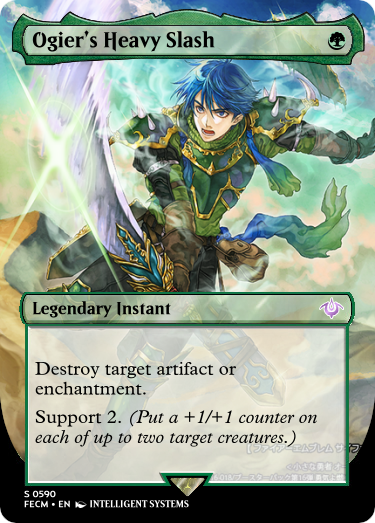 Ogier's Heavy Slash
Legendary Instant
Destroy target artifact or
enchantment.
Support 2. (Put a +1/+1 counter on
each of up to two target creatures.)
S 0590
FECM • EN INTELLIGENT SYSTEMS